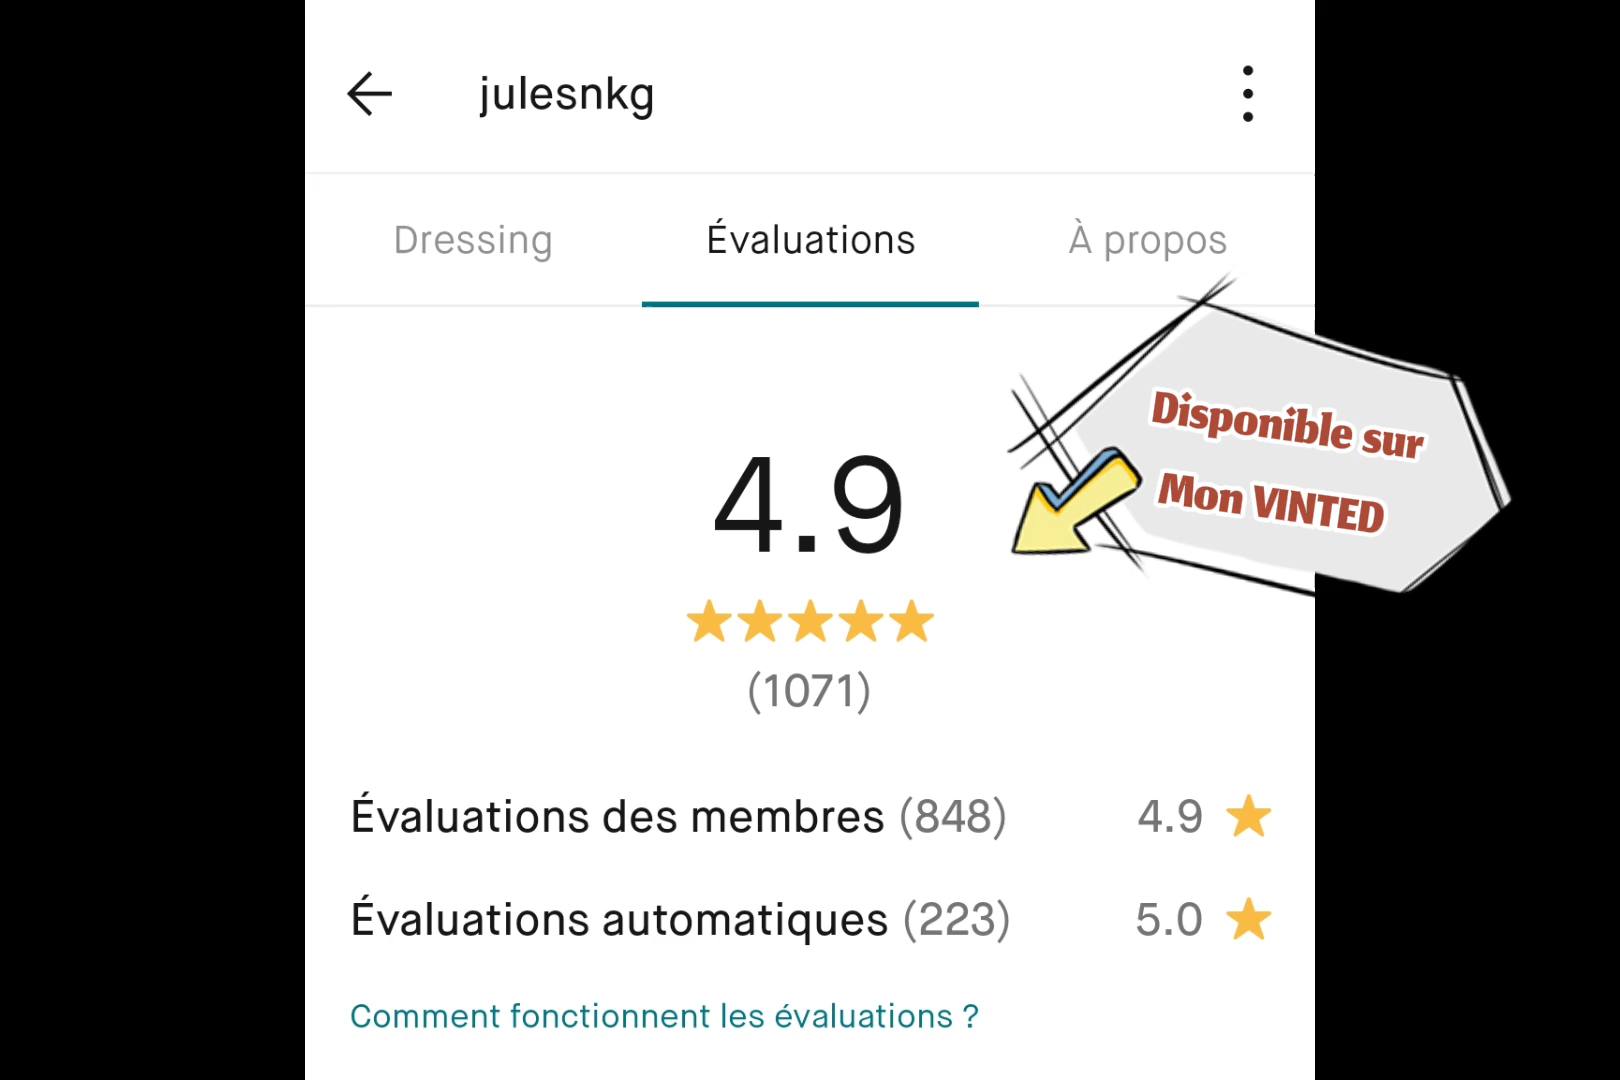 julesnkg
Dressing
Évaluations
À propos
Disponible sur
Mon VINTED
4.9
(1071)
Évaluations des membres (848) 4.9
Évaluations automatiques (223) 5.0
Comment fonctionnent les évaluations ?